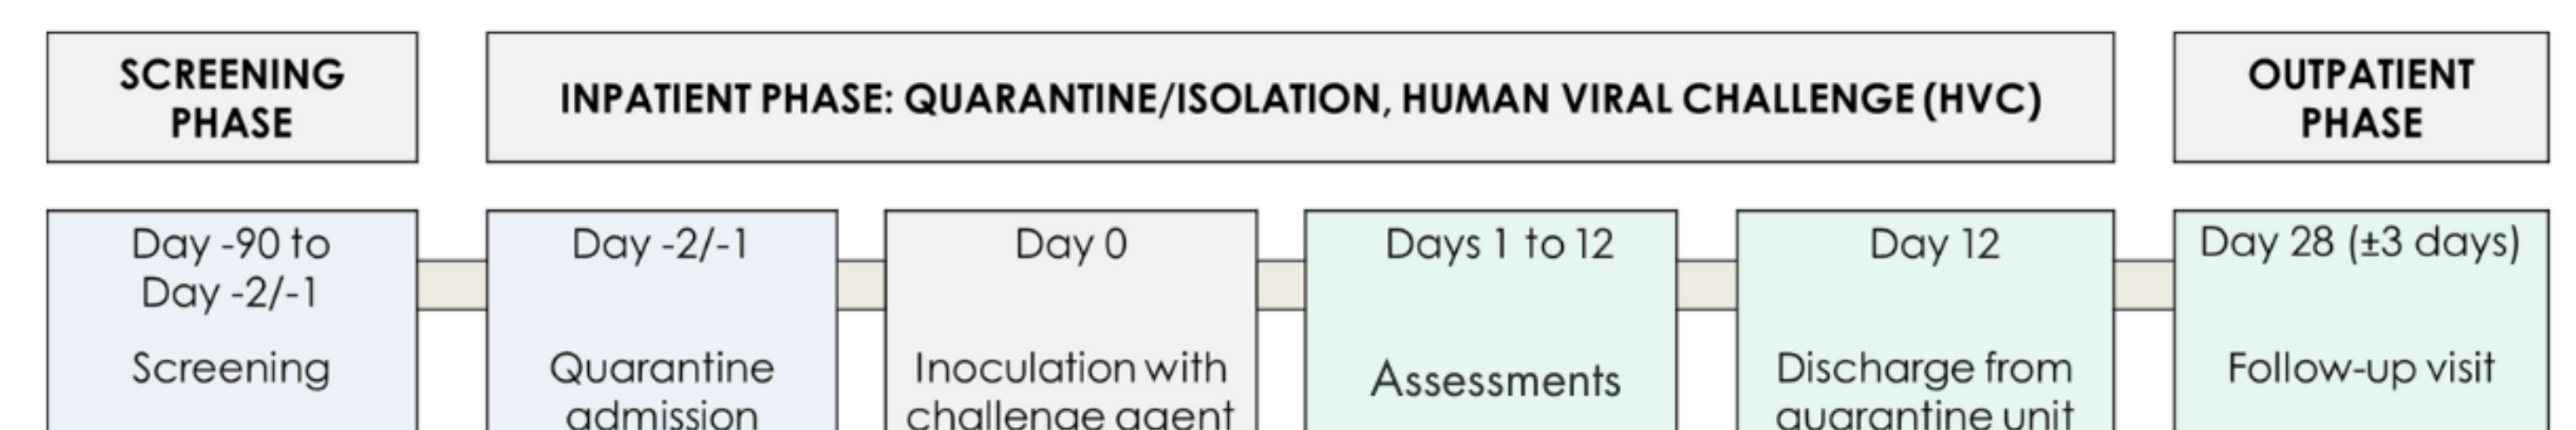 SCREENING
PHASE
INPATIENT PHASE: QUARANTINE/ISOLATION, HUMAN VIRAL CHALLENGE (HVC)
OUTPATIENT
PHASE
Day -90 to
Day -2/-1
Screening
Day -2/-1
Quarantine
admission
Day 0
Inoculation with
challenge agent
Days 1 to 12
Assessments
Day 12
Discharge from
quarantine unit
Day 28 (±3 days)
Follow-up visit